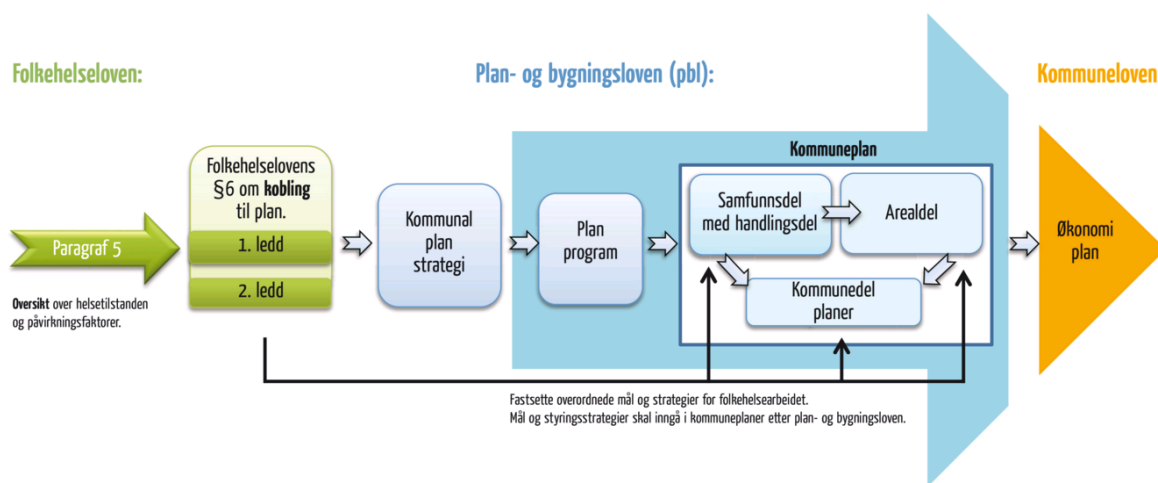 Folkehelseloven:
Plan- og bygningsloven (pbl):
Kommuneloven
Paragraf 5
Oversikt over helsetilstanden
og påvirkningsfaktorer.
Folkehelselovens
§6 om kobling
til plan.
1. ledd
2. ledd
Kommunal
plan
strategi
Plan
program
Kommuneplan
Samfunnsdel
med handlingsdel
Arealdel
Kommunedel
planer
Økonomi
plan
Fastsette overordnede mål og strategier for folkehelsearbeidet.
Mål og styringsstrategier skal inngå i kommuneplaner etter plan- og bygningsloven.